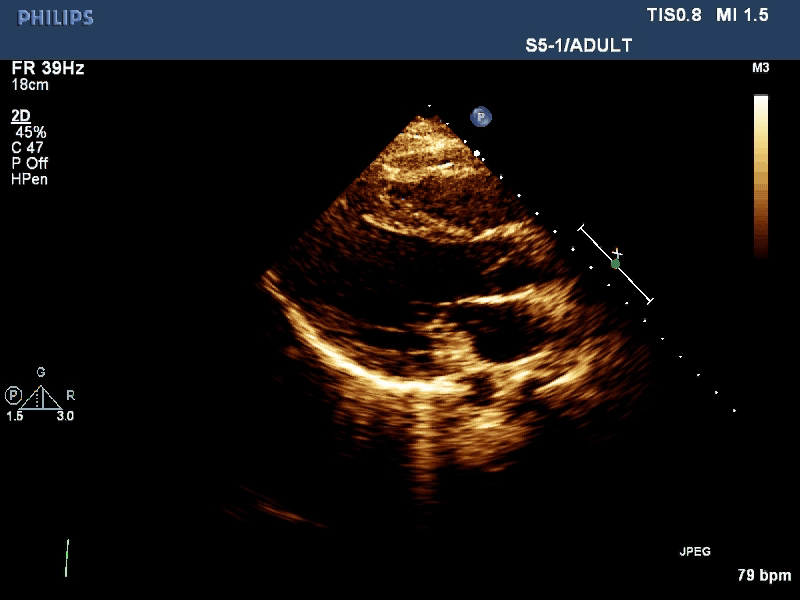 PHILIPS
TIS0.8 MI 1.5
S5-1/ADULT
FR 39Hz
18cm
M3
P
2D
45%
C 47
P Off
HPen
G
P R
1.5 3.0
JPEG
79 bpm